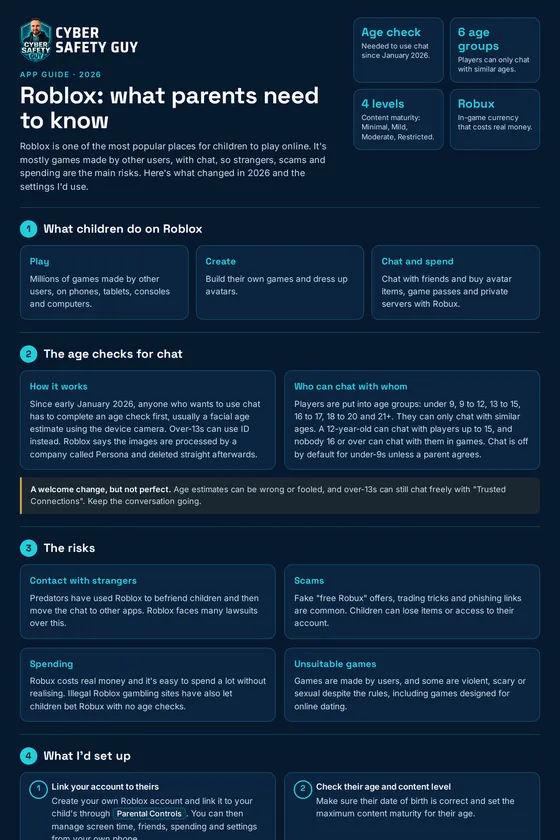 CYBER
SAFETY GUY
CYBER
SAFETY
GUY
APP GUIDE · 2026
Roblox: what parents need
to know
Roblox is one of the most popular places for children to play online. It's
mostly games made by other users, with chat, so strangers, scams and
spending are the main risks. Here's what changed in 2026 and the
settings I'd use.
Age check
Needed to use chat
since January 2026.
6 age
groups
Players can only chat
with similar ages.
4 levels
Content maturity:
Minimal, Mild,
Moderate, Restricted.
Robux
In-game currency
that costs real money.
1 What children do on Roblox
Play
Millions of games made by other
users, on phones, tablets, consoles
and computers.
Create
Build their own games and dress up
avatars.
Chat and spend
Chat with friends and buy avatar
items, game passes and private
servers with Robux.
2 The age checks for chat
How it works
Since early January 2026, anyone who wants to use chat
has to complete an age check first, usually a facial age
estimate using the device camera. Over-13s can use ID
instead. Roblox says the images are processed by a
company called Persona and deleted straight afterwards.
Who can chat with whom
Players are put into age groups: under 9, 9 to 12, 13 to 15,
16 to 17, 18 to 20 and 21+. They can only chat with similar
ages. A 12-year-old can chat with players up to 15, and
nobody 16 or over can chat with them in games. Chat is off
by default for under-9s unless a parent agrees.
A welcome change, but not perfect. Age estimates can be wrong or fooled, and over-13s can still chat freely with "Trusted
Connections". Keep the conversation going.
3 The risks
Contact with strangers
Predators have used Roblox to befriend children and then
move the chat to other apps. Roblox faces many lawsuits
over this.
Scams
Fake "free Robux" offers, trading tricks and phishing links
are common. Children can lose items or access to their
account.
Spending
Robux costs real money and it's easy to spend a lot without
realising. Illegal Roblox gambling sites have also let
children bet Robux with no age checks.
Unsuitable games
Games are made by users, and some are violent, scary or
sexual despite the rules, including games designed for
online dating.
4 What I'd set up
1 Link your account to theirs
Create your own Roblox account and link it to your
child's through Parental Controls . You can then
manage screen time, friends, spending and settings
from your own phone.
2 Check their age and content level
Make sure their date of birth is correct and set the
maximum content maturity for their age.